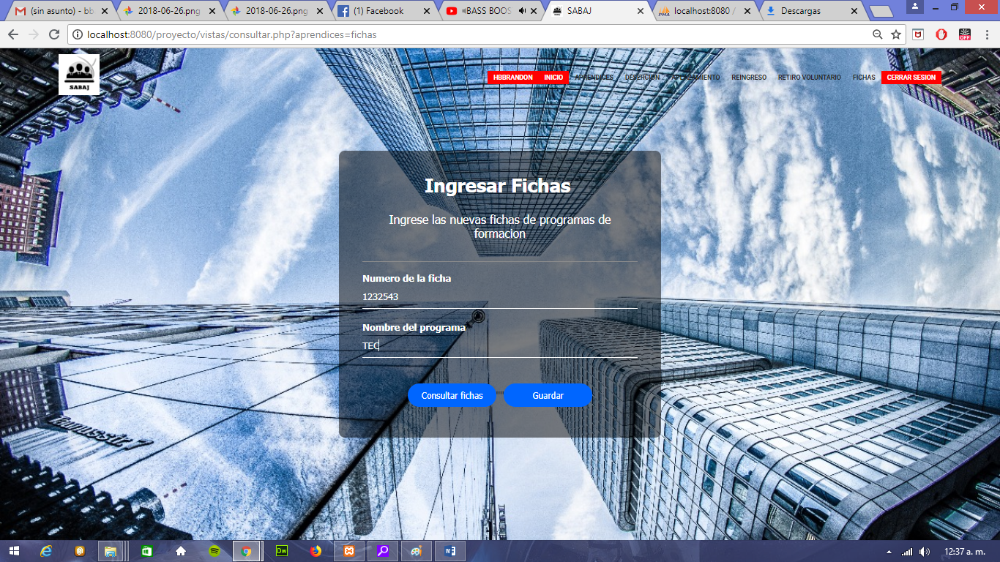 (sin asunto) - bb
2018-06-26.png
2018-06-26.png
(1) Facebook
BASS BOOS
SABAJ
localhost:8080 /
Descargas
localhost:8080/proyecto/vistas/consultar.php?aprendices=fichas
OFF
SABAJ
HBBRANDON INICIO APRENDICES DESERCION APLAZAMIENTO REINGRESO RETIRO VOLUNTARIO FICHAS CERRAR SESION
Ingresar Fichas
Ingrese las nuevas fichas de programas de
formacion
Numero de la ficha
1232543
Nombre del programa
TEC
Consultar fichas
Guardar
Dw
12:37 a. m.